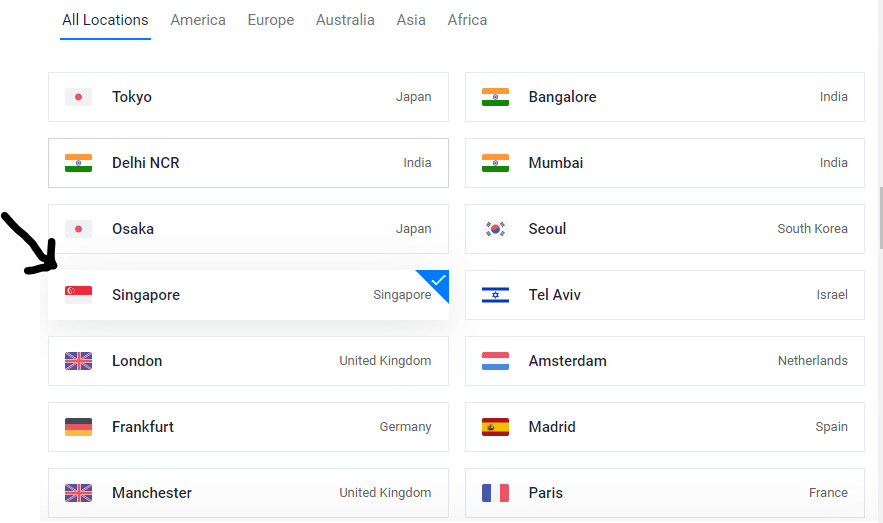 All Locations America Europe Australia Asia Africa
Tokyo Japan Bangalore India
Delhi NCR India Mumbai India
Osaka Japan Seoul South Korea
Singapore Singapore Tel Aviv Israel
London United Kingdom Amsterdam Netherlands
Frankfurt Germany Madrid Spain
Manchester United Kingdom Paris France